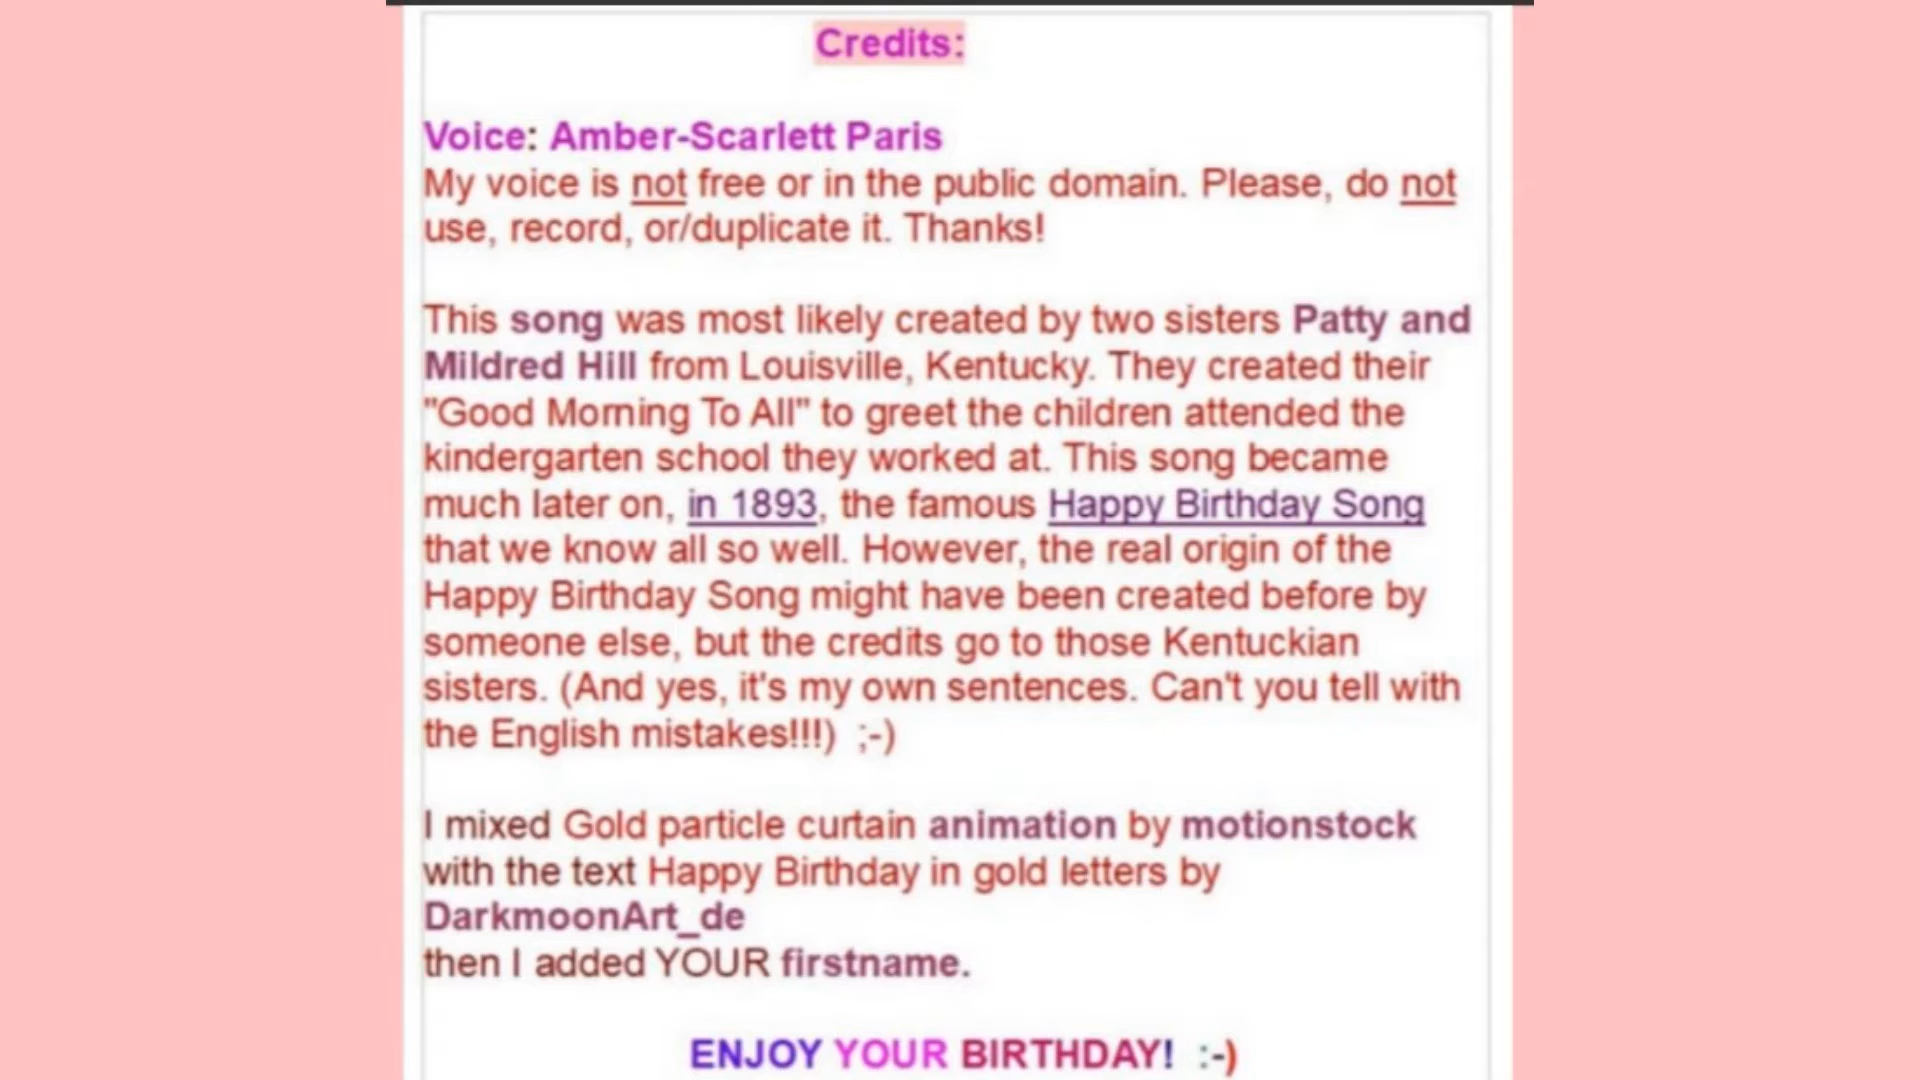 Credits:
Voice: Amber-Scarlett Paris
My voice is not free or in the public domain. Please, do not
use, record, or/duplicate it. Thanks!
This song was most likely created by two sisters Patty and
Mildred Hill from Louisville, Kentucky. They created their
"Good Morning To All" to greet the children attended the
kindergarten school they worked at. This song became
much later on, in 1893, the famous Happy Birthday Song
that we know all so well. However, the real origin of the
Happy Birthday Song might have been created before by
someone else, but the credits go to those Kentuckian
sisters. (And yes, it's my own sentences. Can't you tell with
the English mistakes!!!) ;-)
I mixed Gold particle curtain animation by motionstock
with the text Happy Birthday in gold letters by
DarkmoonArt_de
then I added YOUR firstname.
ENJOY YOUR BIRTHDAY! :-)